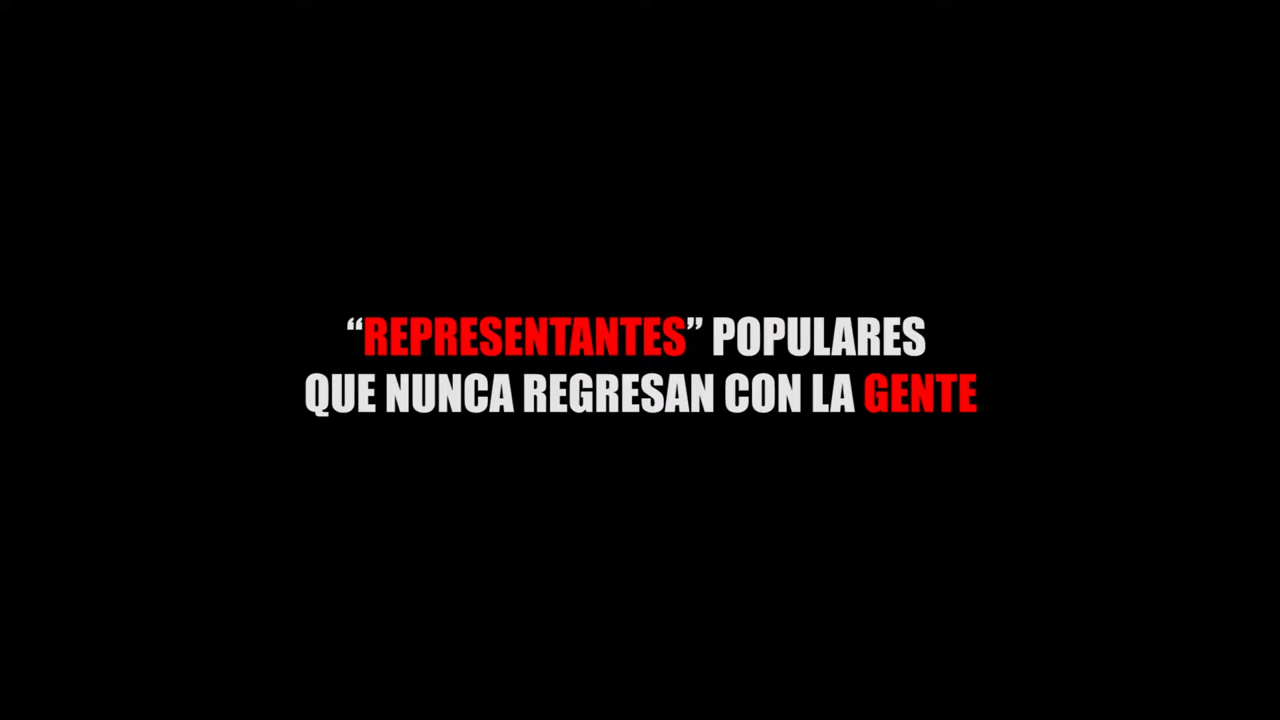 “REPRESENTANTES” POPULARES
QUE NUNCA REGRESAN CON LA GENTE